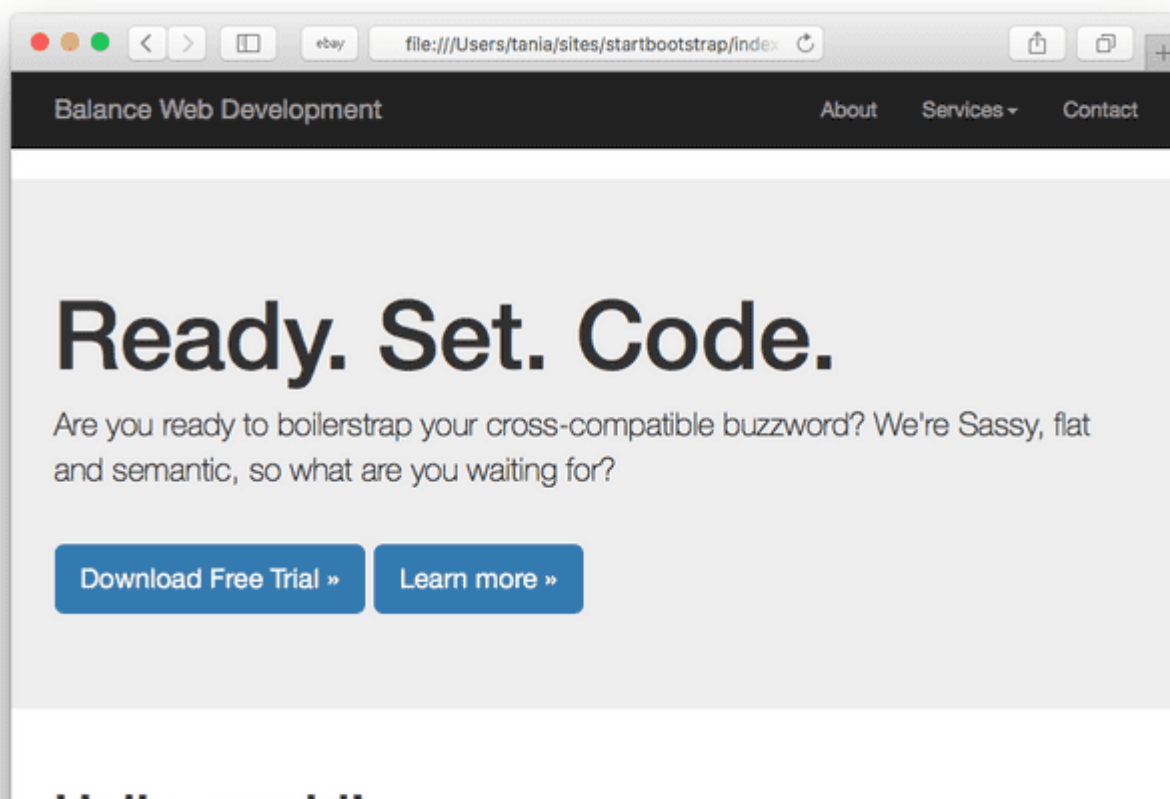 ebay
file:///Users/tania/sites/startbootstrap/index
Balance Web Development
About Services Contact
Ready. Set. Code.
Are you ready to boilerstrap your cross-compatible buzzword? We're Sassy, flat
and semantic, so what are you waiting for?
Download Free Trial » Learn more »